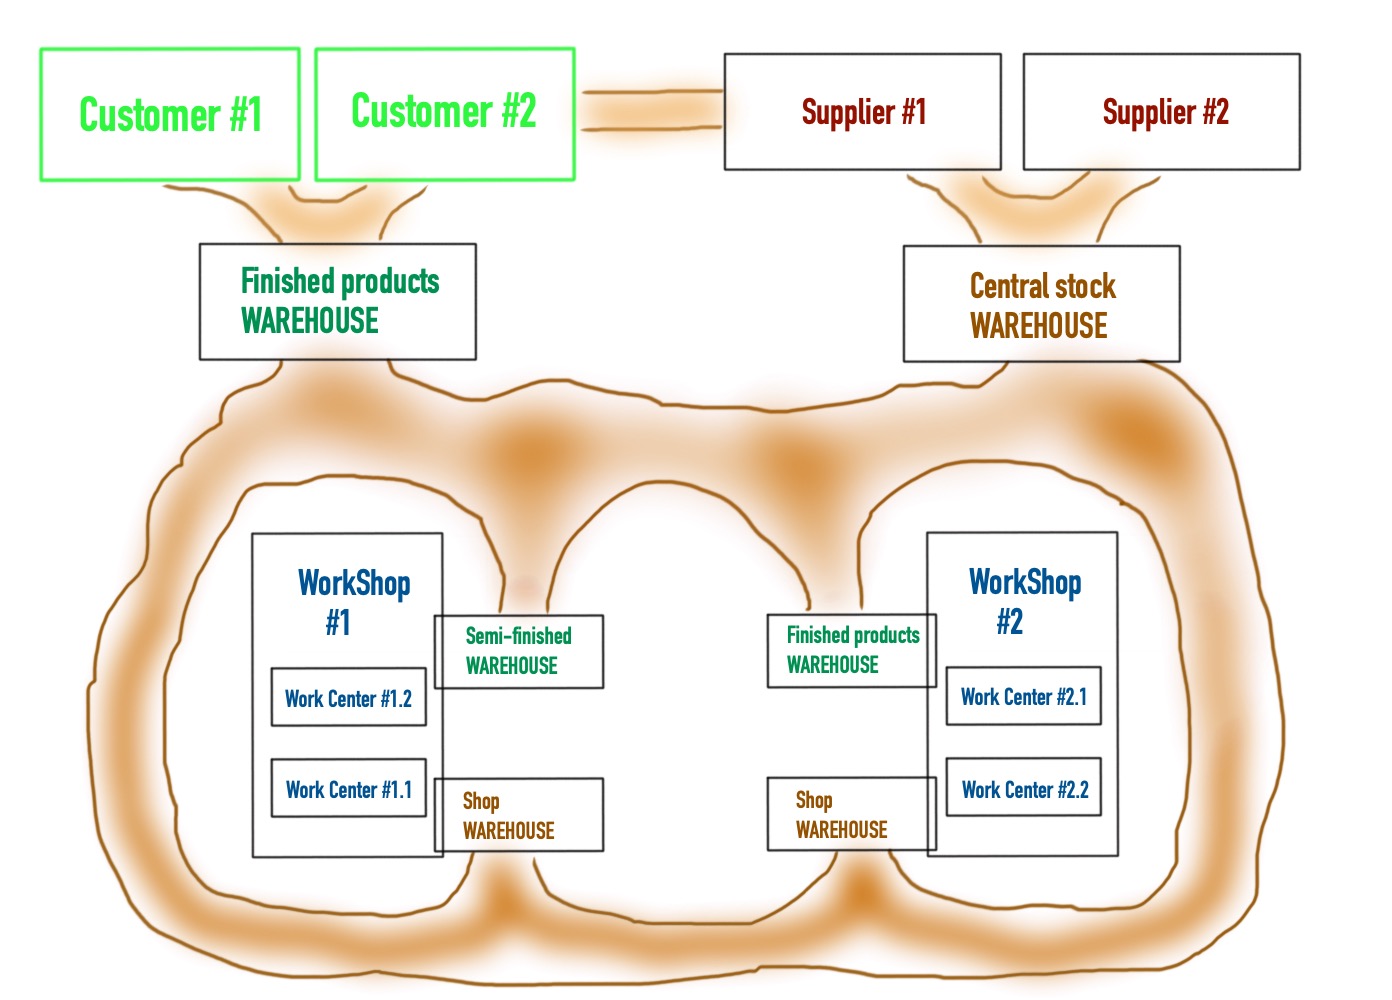 Customer #1
Customer #2
Supplier #1
Supplier #2
Finished products
WAREHOUSE
Central stock
WAREHOUSE
WorkShop
#1
Work Center #1.2
Work Center #1.1
Semi-finished
WAREHOUSE
Shop
WAREHOUSE
Finished products
WAREHOUSE
Shop
WAREHOUSE
WorkShop
#2
Work Center #2.1
Work Center #2.2